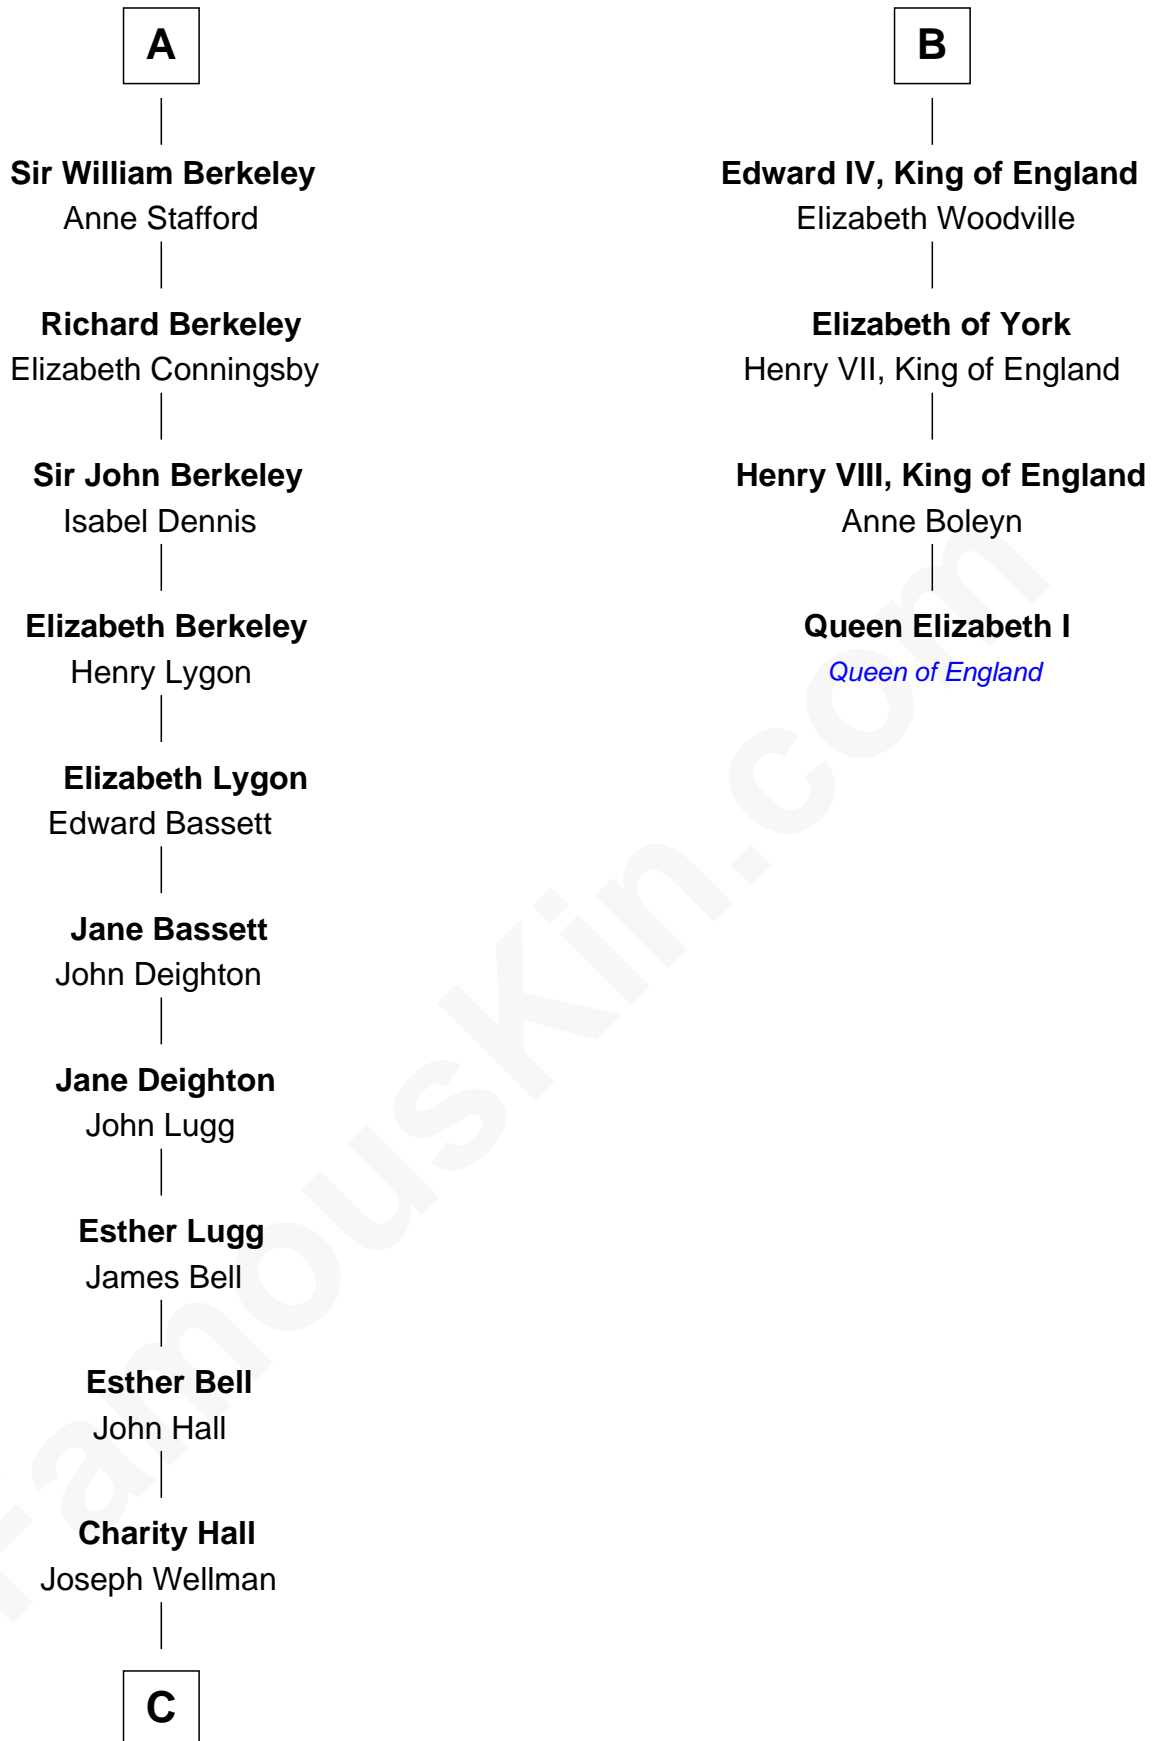 A
Sir William Berkeley
Anne Stafford
Richard Berkeley
Elizabeth Conningsby
Sir John Berkeley
Isabel Dennis
Elizabeth Berkeley
Henry Lygon
Elizabeth Lygon
Edward Bassett
Jane Bassett
John Deighton
Jane Deighton
John Lugg
Esther Lugg
James Bell
Esther Bell
John Hall
Charity Hall
Joseph Wellman
C
B
Edward IV, King of England
Elizabeth Woodville
Elizabeth of York
Henry VII, King of England
Henry VIII, King of England
Anne Boleyn
Queen Elizabeth I
Queen of England
FamousKin.com